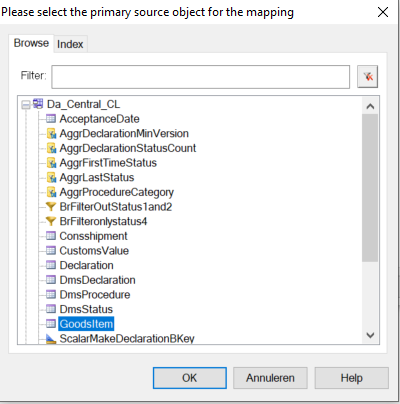 Please select the primary source object for the mapping
Browse Index
Filter:
Da_Central_CL
AcceptanceDate
AggrDeclarationMinVersion
AggrDeclarationStatusCount
AggrFirstTimeStatus
AggrLastStatus
AggrProcedureCategory
BrFilterOutStatus1and2
BrFilteronlystatus4
Consshipment
CustomsValue
Declaration
DmsDeclaration
DmsProcedure
DmsStatus
GoodsItem
ScalarMakeDeclarationBKey
OK Annuleren Help